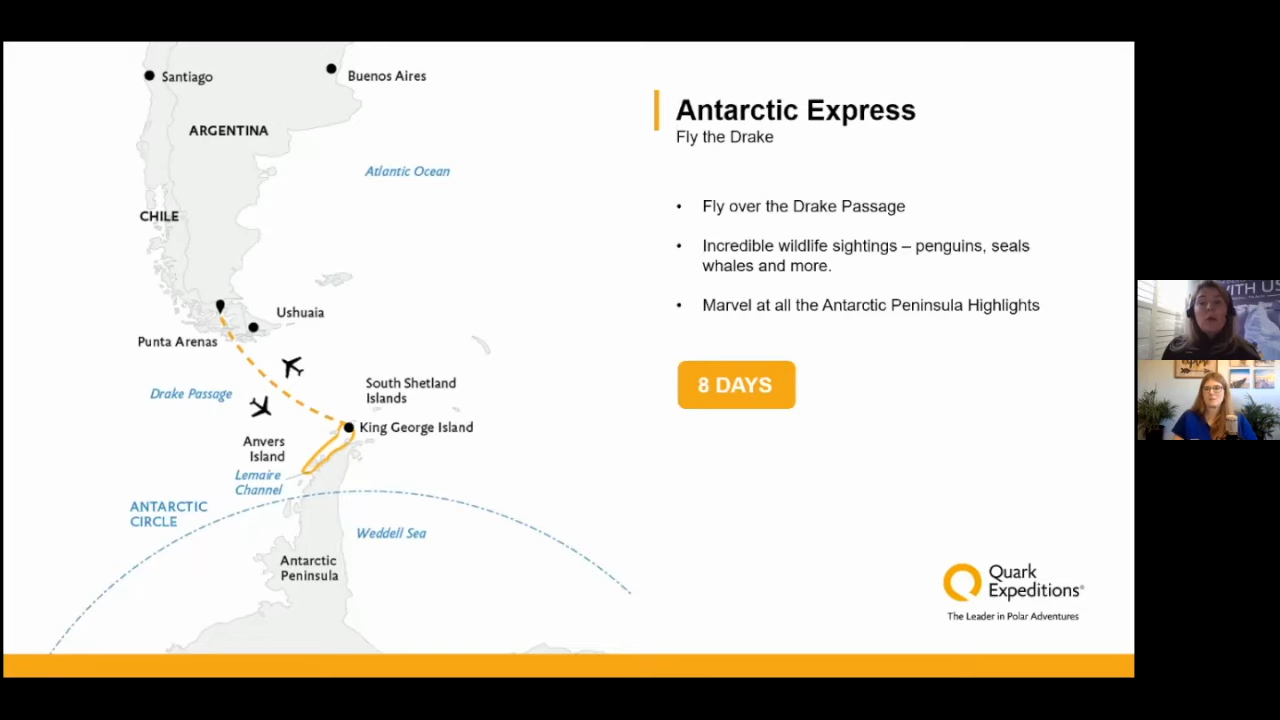 Santiago
Buenos Aires
ARGENTINA
Atlantic Ocean
CHILE
Ushuaia
Punta Arenas
Drake Passage
South Shetland
Islands
King George Island
Anvers
Island
Lemaire
Channel
ANTARCTIC
CIRCLE
Weddell Sea
Antarctic
Peninsula
Antarctic Express
Fly the Drake
• Fly over the Drake Passage
• Incredible wildlife sightings – penguins, seals
whales and more.
• Marvel at all the Antarctic Peninsula Highlights
8 DAYS
Quark
Expeditions®
The Leader in Polar Adventures
WITH US